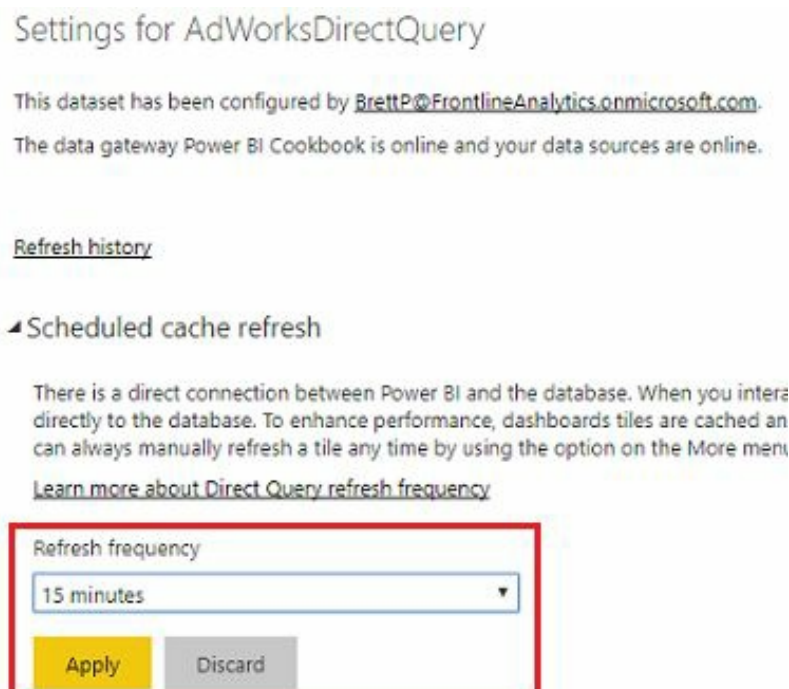 Settings for AdWorksDirectQuery
This dataset has been configured by BrettP@FrontlineAnalytics.onmicrosoft.com.
The data gateway Power BI Cookbook is online and your data sources are online.
Refresh history
Scheduled cache refresh
There is a direct connection between Power BI and the database. When you intera
directly to the database. To enhance performance, dashboards tiles are cached an
can always manually refresh a tile any time by using the option on the More menu
Learn more about Direct Query refresh frequency
Refresh frequency
15 minutes
Apply Discard